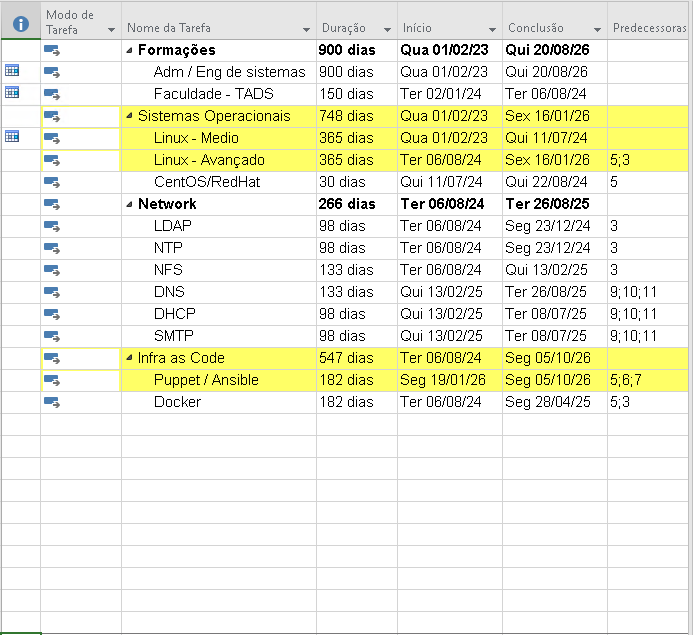 Modo de Tarefa Nome da Tarefa Duração Início Conclusão Predecessoras
Formações 900 dias Qua 01/02/23 Qui 20/08/26
Adm / Eng de sistemas 900 dias Qua 01/02/23 Qui 20/08/26
Faculdade - TADS 150 dias Ter 02/01/24 Ter 06/08/24
Sistemas Operacionais 748 dias Qua 01/02/23 Sex 16/01/26
Linux - Medio 365 dias Qua 01/02/23 Qui 11/07/24
Linux - Avançado 365 dias Ter 06/08/24 Sex 16/01/26 5;3
CentOS/RedHat 30 dias Qui 11/07/24 Qui 22/08/24 5
Network 266 dias Ter 06/08/24 Ter 26/08/25
LDAP 98 dias Ter 06/08/24 Seg 23/12/24 3
NTP 98 dias Ter 06/08/24 Seg 23/12/24 3
NFS 133 dias Ter 06/08/24 Qui 13/02/25 3
DNS 133 dias Qui 13/02/25 Ter 26/08/25 9;10;11
DHCP 98 dias Qui 13/02/25 Ter 08/07/25 9;10;11
SMTP 98 dias Qui 13/02/25 Ter 08/07/25 9;10;11
Infra as Code 547 dias Ter 06/08/24 Seg 05/10/26
Puppet / Ansible 182 dias Seg 19/01/26 Seg 05/10/26 5;6;7
Docker 182 dias Ter 06/08/24 Seg 28/04/25 5;3